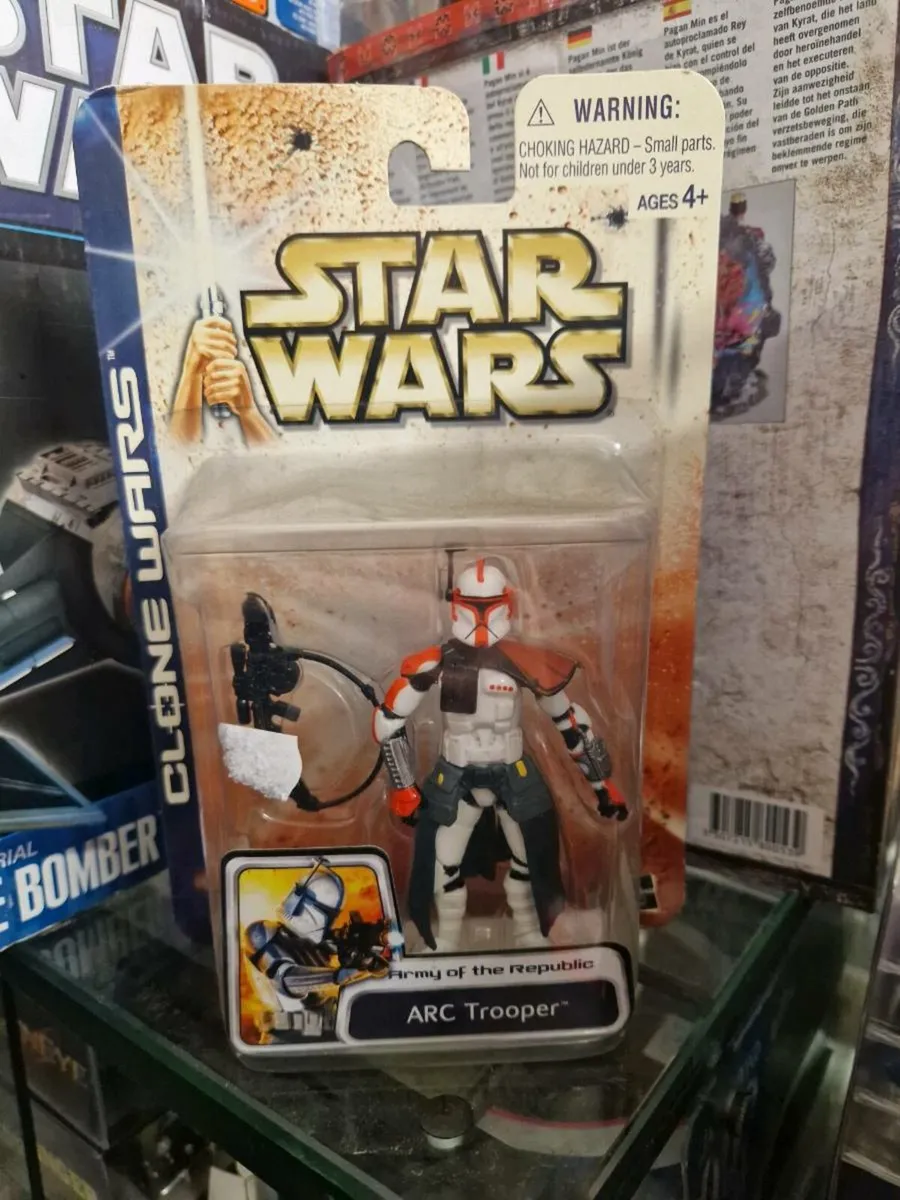 WARNING:
CHOKING HAZARD – Small parts.
Not for children under 3 years.
AGES 4+
STAR
WARS
CLONE WARS™
Army of the Republic
ARC Trooper™
BOMBER
Pagan Min es el
autoproclamado Rey
de Kyrat, quien se
van Kyrat, die het land
heeft overgenomen
door heroïnehandel
en het executeren
van de oppositie.
Zijn aanwezigheid
leidde tot het onstaan
van de Golden Path
verzetsbeweging, die
vastberaden is om zijn
beklemmende regime
omver te werpen.